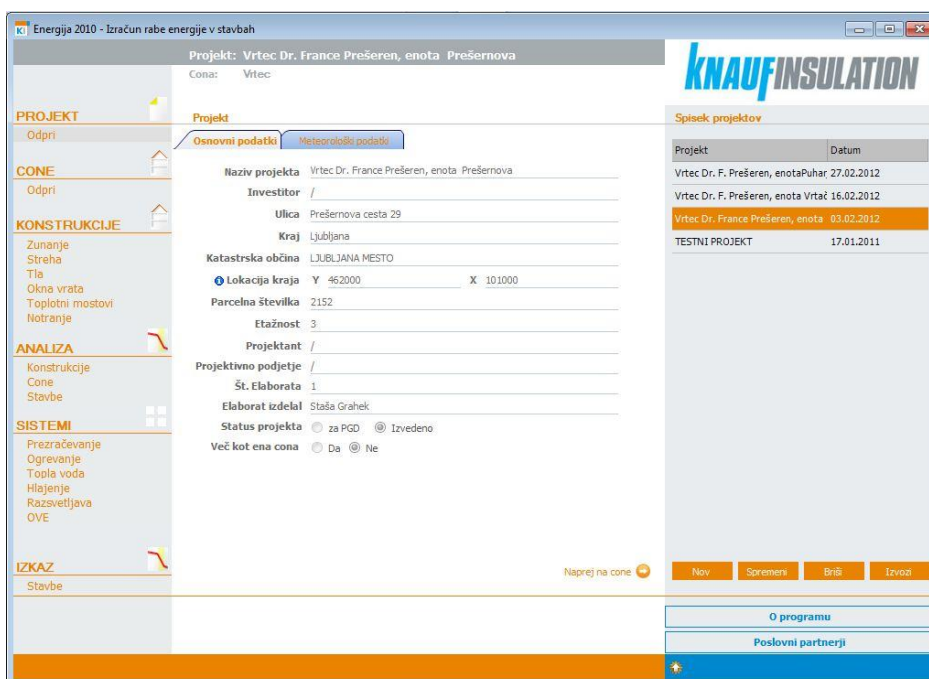 KI Energija 2010 - Izračun rabe energije v stavbah
Projekt: Vrtec Dr. France Prešeren, enota Prešernova
Cona: Vrtec
KNAUFINSULATION
PROJEKT
Odpri
CONE
Odpri
KONSTRUKCIJE
Zunanje
Streha
Tla
Okna vrata
Toplotni mostovi
Notranje
ANALIZA
Konstrukcije
Cone
Stavbe
SISTEMI
Prezračevanje
Ogrevanje
Topla voda
Hlajenje
Razsvetljava
OVE
IZKAZ
Stavbe
Projekt
Osnovni podatki Meteorološki podatki
Naziv projekta Vrtec Dr. France Prešeren, enota Prešernova
Investitor /
Ulica Prešernova cesta 29
Kraj Ljubljana
Katastrska občina LJUBLJANA MESTO
Lokacija kraja Y 462000 X 101000
Parcelna številka 2152
Etažnost 3
Projektant /
Projektivno podjetje /
Št. Elaborata 1
Elaborat izdelal Staša Grahek
Status projekta za PGD Izvedeno
Več kot ena cona Da Ne
Naprej na cone
Spisek projektov
Projekt Datum
Vrtec Dr. F. Prešeren, enotaPuhar 27.02.2012
Vrtec Dr. F. Prešeren, enota Vrtač 16.02.2012
Vrtec Dr. France Prešeren, enota 03.02.2012
TESTNI PROJEKT 17.01.2011
Nov Spremeni Briši Izvozi
O programu
Poslovni partnerji